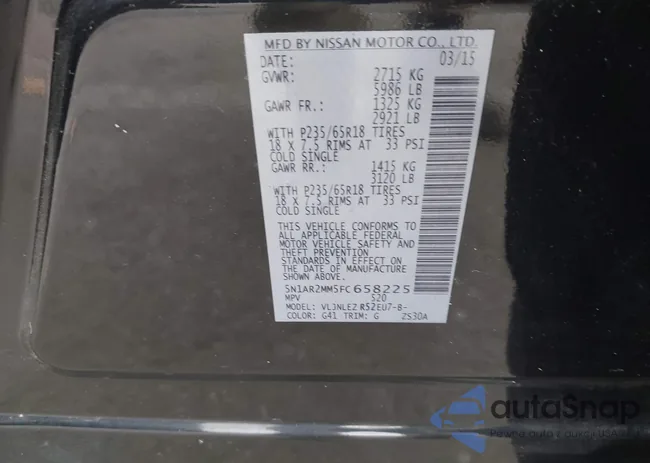 MFD BY NISSAN MOTOR CO., LTD.
DATE: 03/15
GVWR: 2715 KG
5986 LB
GAWR FR.: 1325 KG
2921 LB
WITH P235/65R18 TIRES
18 X 7.5 RIMS AT 33 PSI
COLD SINGLE
GAWR RR.: 1415 KG
3120 LB
WITH P235/65R18 TIRES
18 X 7.5 RIMS AT 33 PSI
COLD SINGLE
THIS VEHICLE CONFORMS TO
ALL APPLICABLE FEDERAL
MOTOR VEHICLE SAFETY AND
THEFT PREVENTION
STANDARDS IN EFFECT ON
THE DATE OF MANUFACTURE
SHOWN ABOVE.
5N1AR2MM5FC658225
MPV S20
MODEL: VLJNLEZ R52EU7-B-
COLOR: G41 TRIM: G 2S30A
autoSnap
Pewne auto z